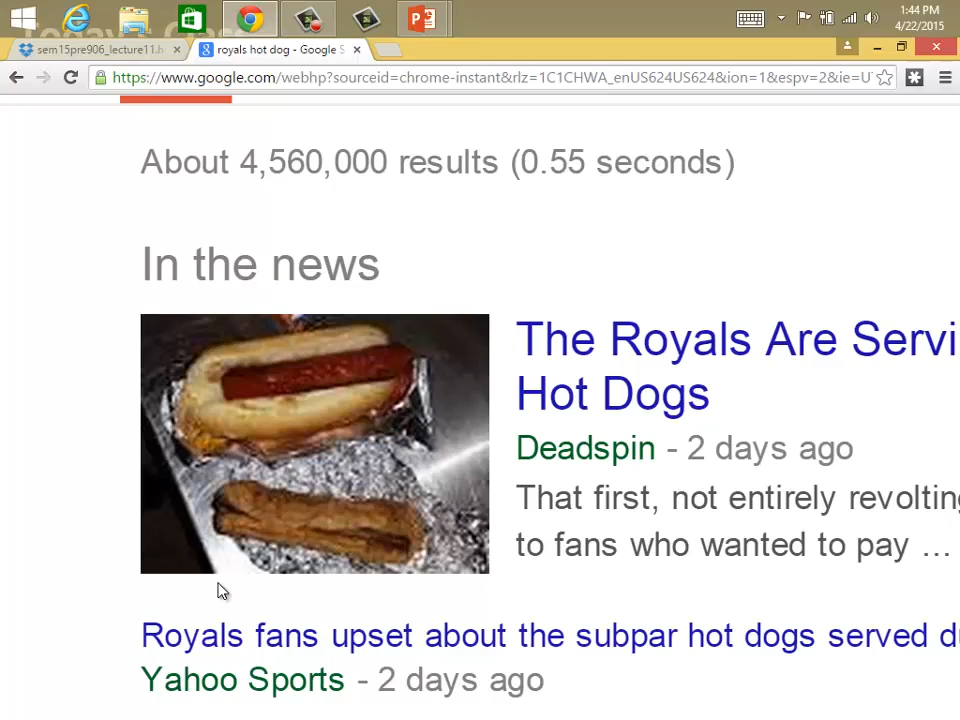 1:44 PM
4/22/2015
sem15pre906_lecture11.h
royals hot dog - Google S
https://www.google.com/webhp?sourceid=chrome-instant&rlz=1C1CHWA_enUS624US624&ion=1&espv=2&ie=U
About 4,560,000 results (0.55 seconds)
In the news
The Royals Are Servi
Hot Dogs
Deadspin - 2 days ago
That first, not entirely revolting
to fans who wanted to pay ...
Royals fans upset about the subpar hot dogs served d
Yahoo Sports - 2 days ago